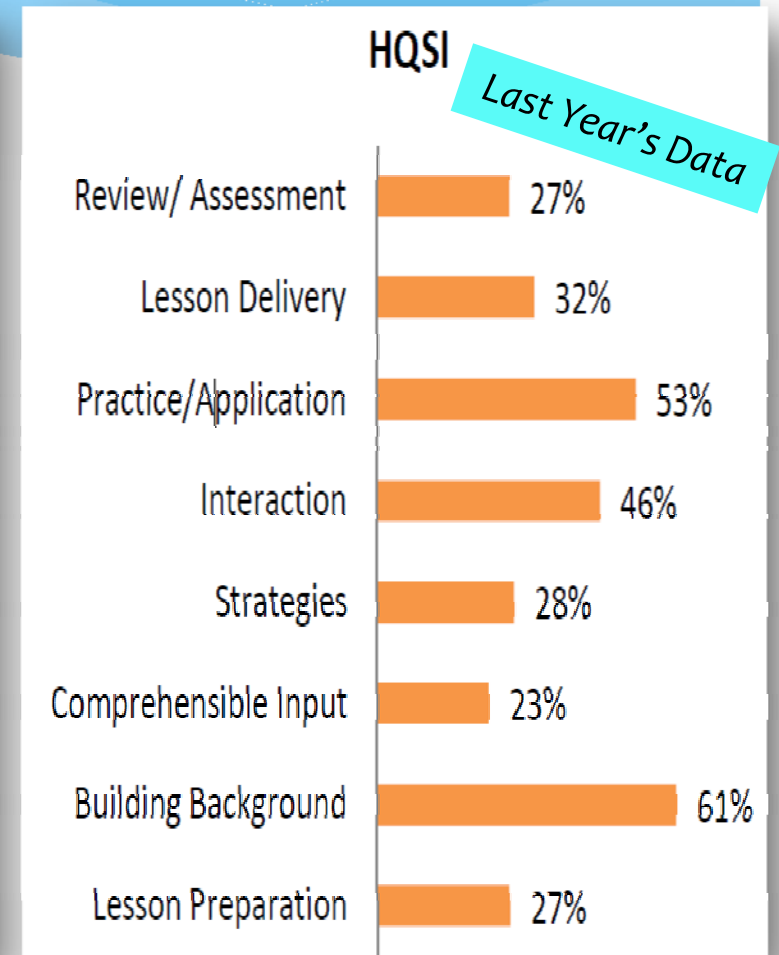 HQSI
Last Year's Data
Review/ Assessment 27%
Lesson Delivery 32%
Practice/Application 53%
Interaction 46%
Strategies 28%
Comprehensible Input 23%
Building Background 61%
Lesson Preparation 27%